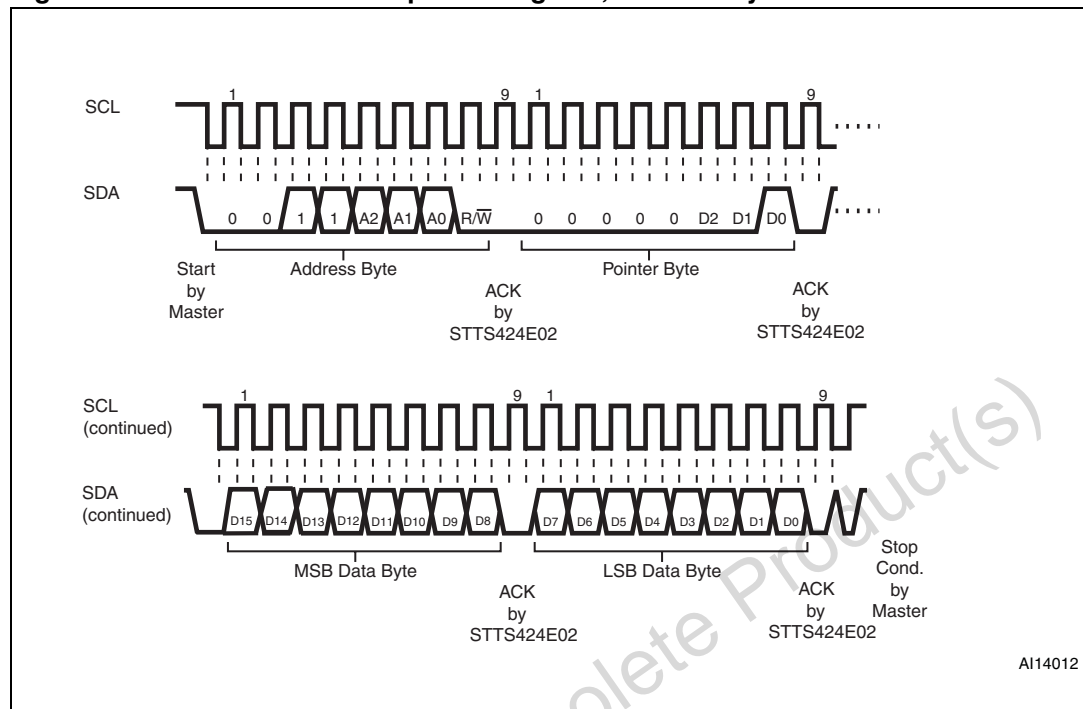 SCL
1 9 1 9
SDA
0 0 1 1 A2 A1 A0 R/W̅ 0 0 0 0 0 D2 D1 D0
Address Byte Pointer Byte
Start
by
Master
ACK
by
STTS424E02
ACK
by
STTS424E02
SCL
(continued)
1 9 1 9
SDA
(continued)
D15 D14 D13 D12 D11 D10 D9 D8 D7 D6 D5 D4 D3 D2 D1 D0
MSB Data Byte LSB Data Byte
ACK
by
STTS424E02
ACK
by
STTS424E02
Stop
Cond.
by
Master
AI14012
olete Product(s)